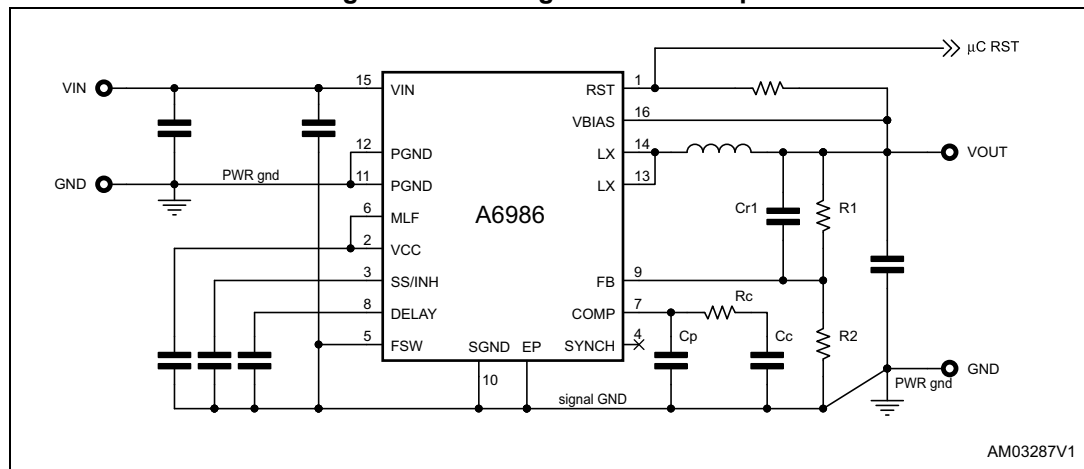 μC RST
VIN
15
VIN
RST
1
VBIAS
16
12
PGND
LX
14
VOUT
GND
PWR gnd
11
PGND
LX
13
6
MLF
A6986
Cr1
R1
2
VCC
3
SS/INH
FB
9
8
DELAY
COMP
7
Rc
5
FSW
SGND
EP
SYNCH
4
Cp
Cc
R2
10
signal GND
PWR gnd
GND
AM03287V1